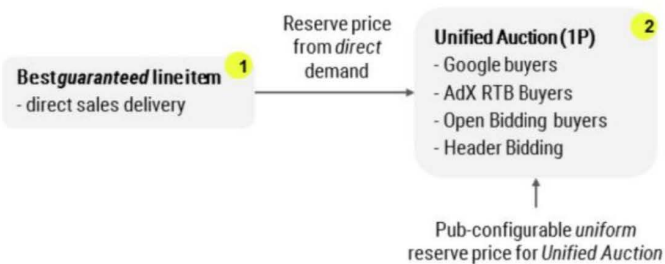 Best guaranteed line item
- direct sales delivery
1
Reserve price
from direct
demand
Unified Auction (1P)
- Google buyers
- AdX RTB Buyers
- Open Bidding buyers
- Header Bidding
2
Pub-configurable uniform
reserve price for Unified Auction